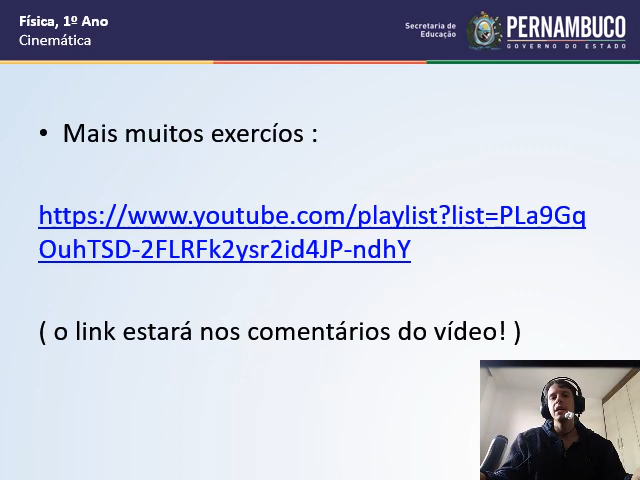 Física, 1º Ano
Cinemática
Secretaria de
Educação
PERNAMBUCO
GOVERNO DO ESTADO
• Mais muitos exercíos :
https://www.youtube.com/playlist?list=PLa9Gq
OuhTSD-2FLRFk2ysr2id4JP-ndhY
( o link estará nos comentários do vídeo! )